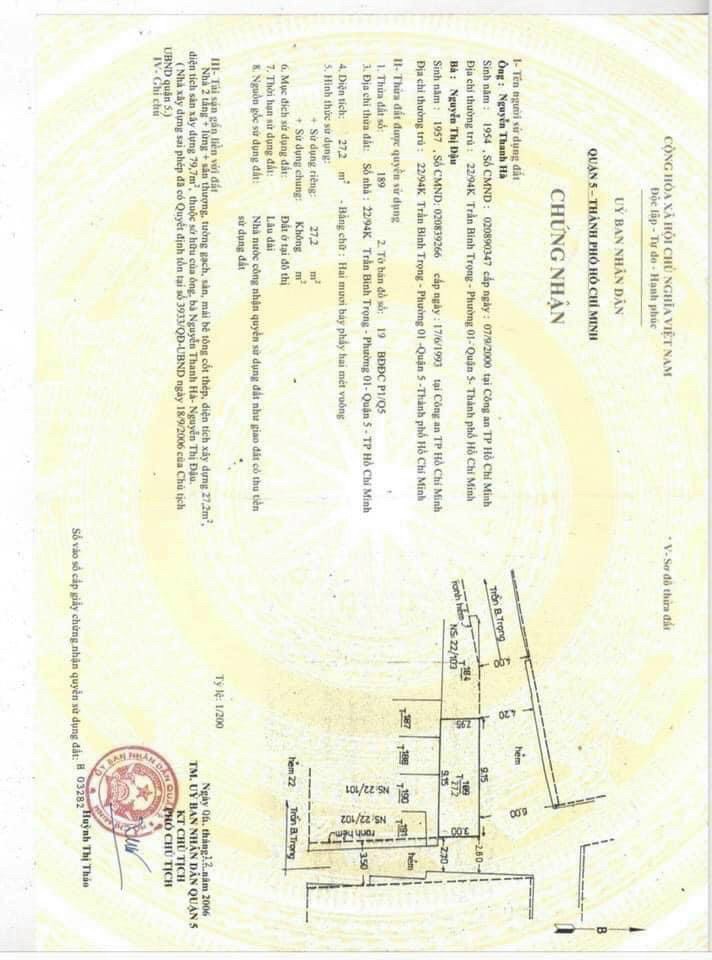 CỘNG HÒA XÃ HỘI CHỦ NGHĨA VIỆT NAM
Độc lập - Tự do - Hạnh phúc
UỶ BAN NHÂN DÂN
QUẬN 5 – THÀNH PHỐ HỒ CHÍ MINH
CHỨNG NHẬN
I- Tên người sử dụng đất
Ông : Nguyễn Thanh Hà
Sinh năm : 1954 , Số CMND : 020890347 cấp ngày : 07/9/2000 tại Công an TP Hồ Chí Minh
Địa chỉ thường trú : 22/94K Trần Bình Trọng - Phường 01- Quận 5- Thành phố Hồ Chí Minh
Bà : Nguyễn Thị Đậu
Sinh năm : 1957 , Số CMND: 020839266 cấp ngày : 17/6/1993 tại Công an TP Hồ Chí Minh
Địa chỉ thường trú : 22/94K Trần Bình Trọng - Phường 01 -Quận 5 -Thành phố Hồ Chí Minh
II- Thửa đất được quyền sử dụng
1. Thửa đất số: 189 2. Tờ bản đồ số: 19 BĐĐC P1/Q5
3. Địa chỉ thửa đất: Số nhà : 22/94K Trần Bình Trọng - Phường 01- Quận 5 - TP Hồ Chí Minh
4. Diện tích: 27,2 m² - Bằng chữ : Hai mươi bảy phẩy hai mét vuông
5. Hình thức sử dụng:
+ Sử dụng riêng: 27,2 m²
+ Sử dụng chung: Không m²
6. Mục đích sử dụng đất: Đất ở tại đô thị
7. Thời hạn sử dụng đất: Lâu dài
8. Nguồn gốc sử dụng đất: Nhà nước công nhận quyền sử dụng đất như giao đất có thu tiền
sử dụng đất
III- Tài sản gắn liền với đất
Nhà 2 tầng + lửng + sân thượng, tường gạch, sàn, mái bê tông cốt thép, diện tích xây dựng 27,2m²,
diện tích sàn xây dựng 79,7m², thuộc sở hữu của ông, bà Nguyễn Thanh Hà- Nguyễn Thị Đậu.
( Nhà xây dựng sai phép đã có Quyết định tồn tại số 3933/QĐ-UBND ngày 18/9/2006 của Chủ tịch
UBND quận 5.)
IV- Ghi chú
V- Sơ đồ thửa đất
B
Trần B.Trọng
ranh hẻm
3.00
4.20
hẻm
6.00
T 184
NS: 22/103
2.95
9.15
T 189
27.2
9.15
3.00
2.80
2.70
hẻm
T 187
T 188
T 190
T 191
NS: 22/101
NS: 22/102
ranh hẻm
3.50
hẻm 22
Trần B.Trọng
Tỷ lệ: 1/200
Ngày 06. tháng 12 .năm 2006
TM. UỶ BAN NHÂN DÂN QUẬN 5
KT CHỦ TỊCH
PHÓ CHỦ TỊCH
ỦY BAN NHÂN DÂN QUẬN
Huỳnh Thị Thảo
Số vào sổ cấp giấy chứng nhận quyền sử dụng đất: H 03282